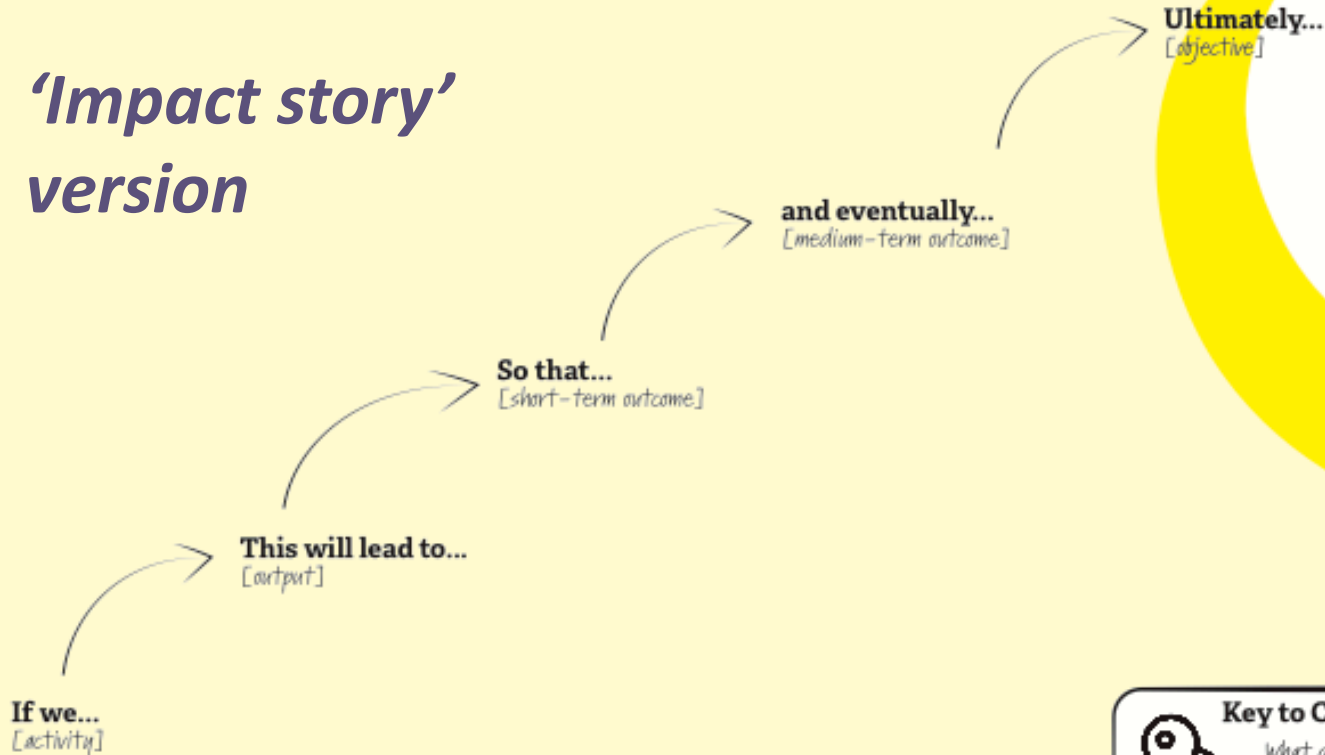 ‘Impact story’
version
Ultimately...
[objective]
and eventually...
[medium-term outcome]
So that...
[short-term outcome]
This will lead to...
[output]
If we...
[activity]
Key to
What